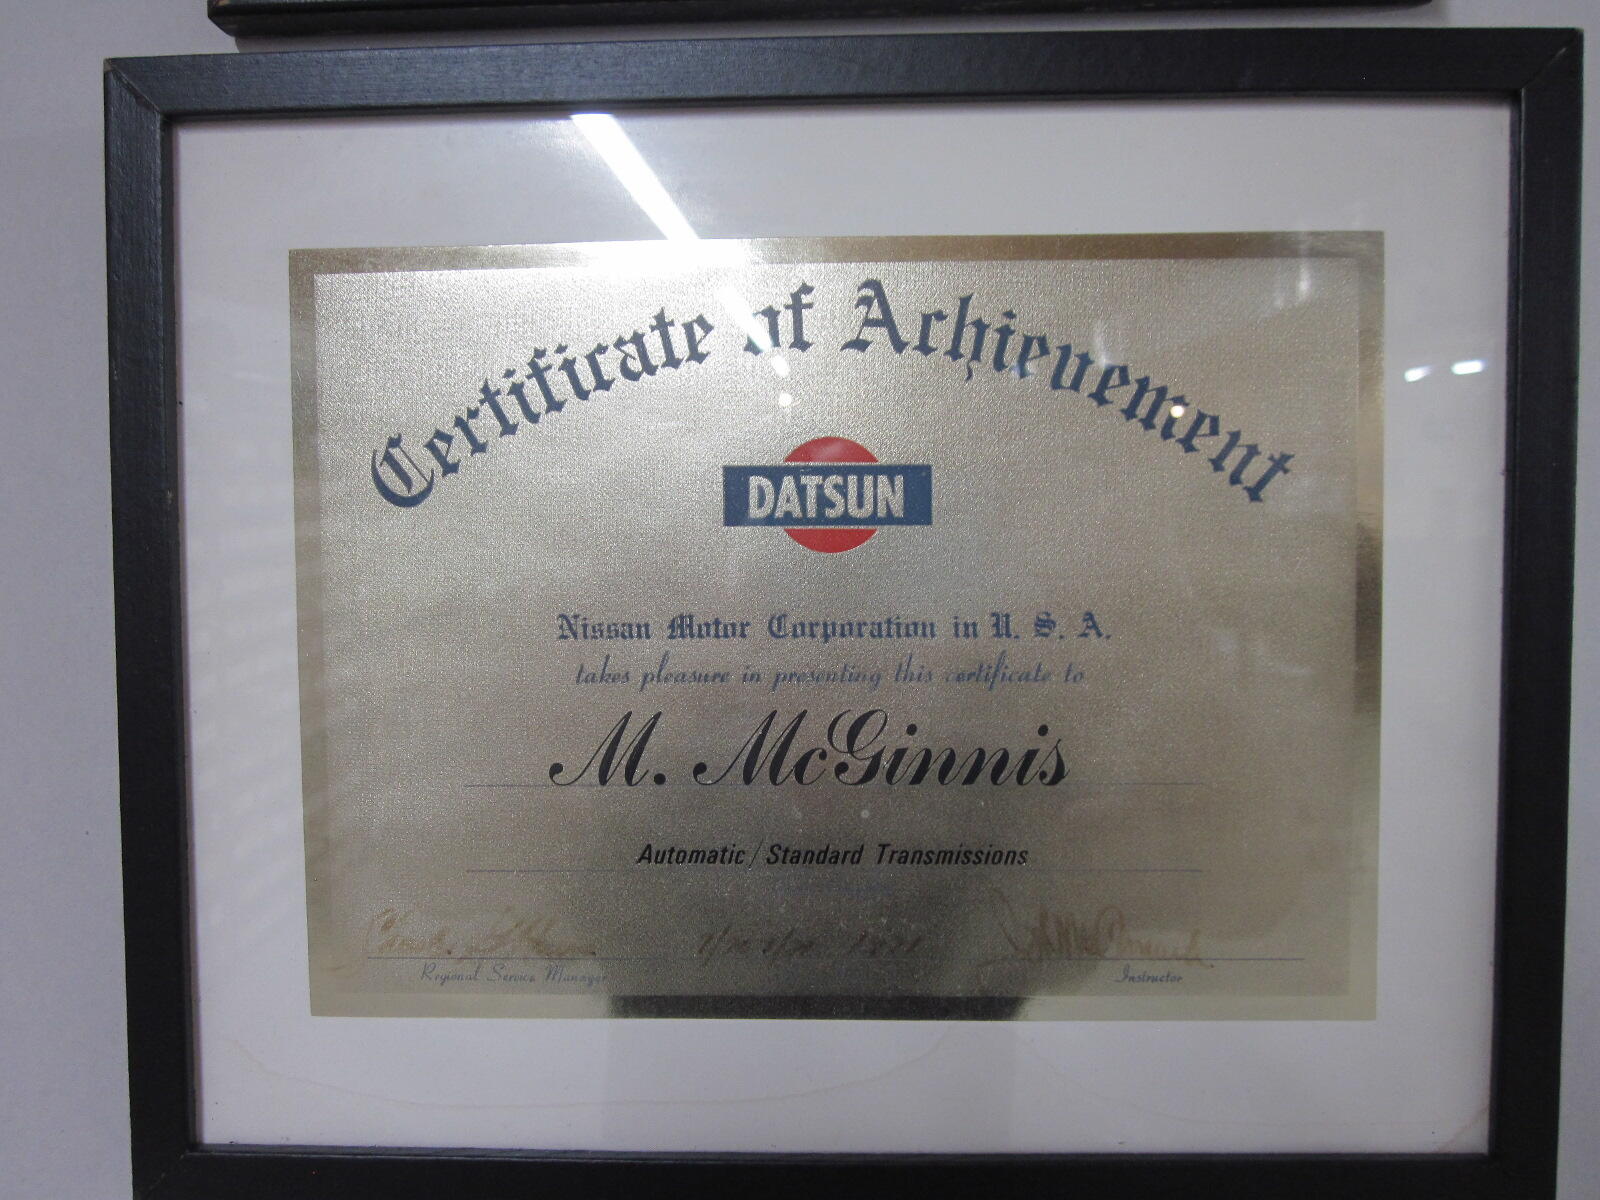 Certificate of Achievement
DATSUN
Nissan Motor Corporation in U. S. A.
takes pleasure in presenting this certificate to
M. McGinnis
Automatic/Standard Transmissions
Regional Service Manager
Instructor